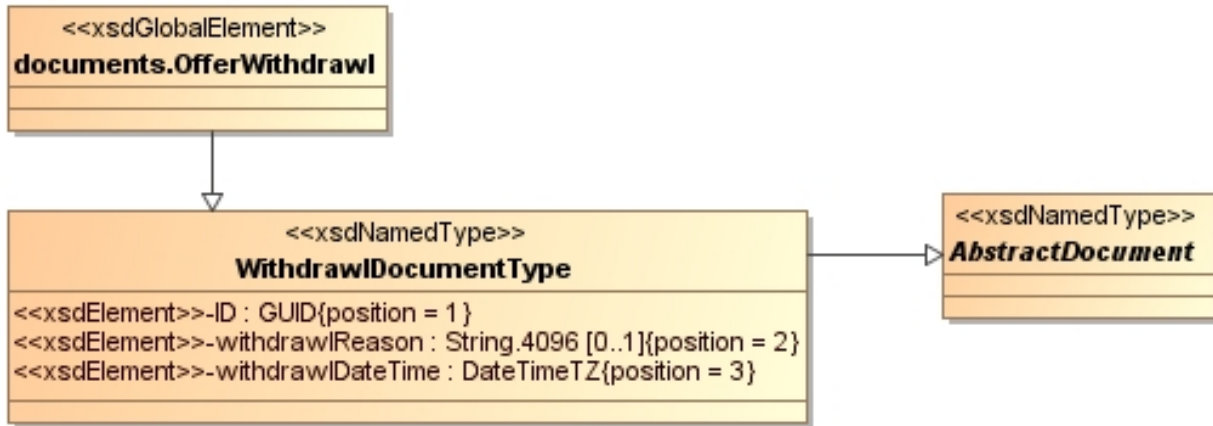 <<xsdGlobalElement>>
documents.OfferWithdrawl
<<xsdNamedType>>
WithdrawlDocumentType
<<xsdElement>>-ID : GUID{position = 1}
<<xsdElement>>-withdrawlReason : String.4096 [0..1]{position = 2}
<<xsdElement>>-withdrawlDateTime : DateTimeTZ{position = 3}
<<xsdNamedType>>
AbstractDocument